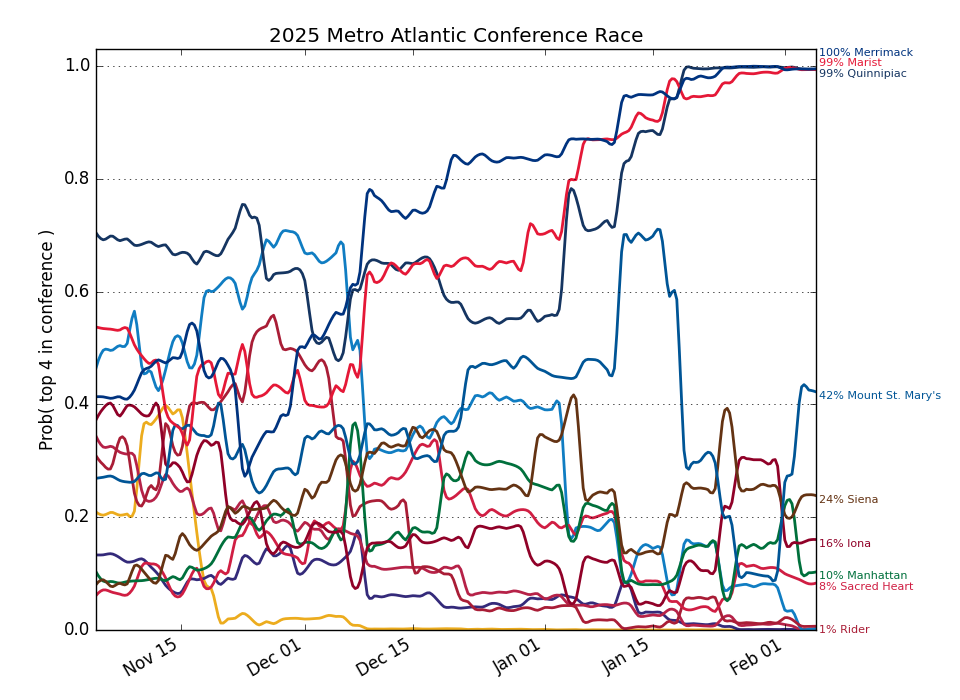 2025 Metro Atlantic Conference Race
Prob( top 4 in conference )
1.0
0.8
0.6
0.4
0.2
0.0
Nov 15
Dec 01
Dec 15
Jan 01
Jan 15
Feb 01
100% Merrimack
99% Marist
99% Quinnipiac
42% Mount St. Mary's
24% Siena
16% Iona
10% Manhattan
8% Sacred Heart
1% Rider